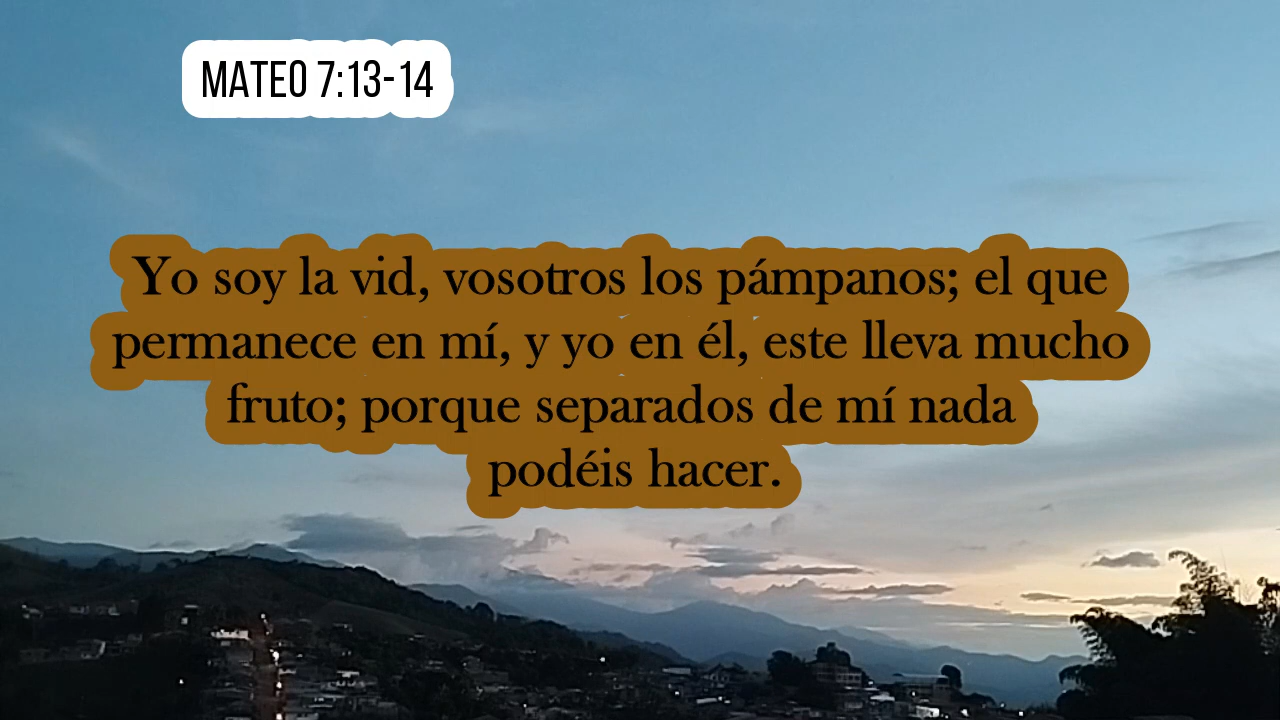 MATEO 7:13-14
Yo soy la vid, vosotros los pámpanos; el que
permanece en mí, y yo en él, este lleva mucho
fruto; porque separados de mí nada
podéis hacer.